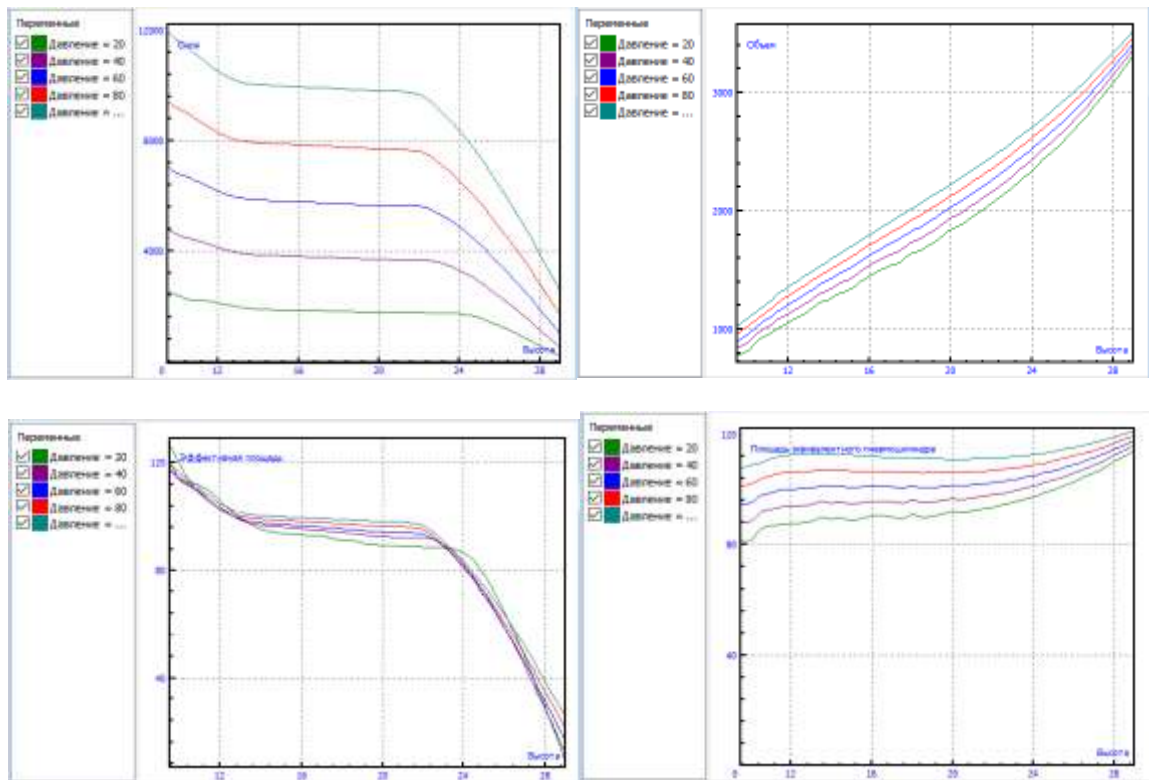 Переменные
Давление = 20
Давление = 40
Давление = 60
Давление = 80
Давление = ...
12000
Сила
8000
4000
Высота
12 16 20 24 28
Переменные
Давление = 20
Давление = 40
Давление = 60
Давление = 80
Давление = ...
Объем
3000
2000
1000
Высота
12 16 20 24 28
Переменные
Давление = 20
Давление = 40
Давление = 60
Давление = 80
Давление = ...
120
Эффективная площадь
80
40
Высота
12 16 20 24 28
Переменные
Давление = 20
Давление = 40
Давление = 60
Давление = 80
Давление = ...
120
Площадь эквивалентного пневмоцилиндра
80
40
Высота
12 16 20 24 28